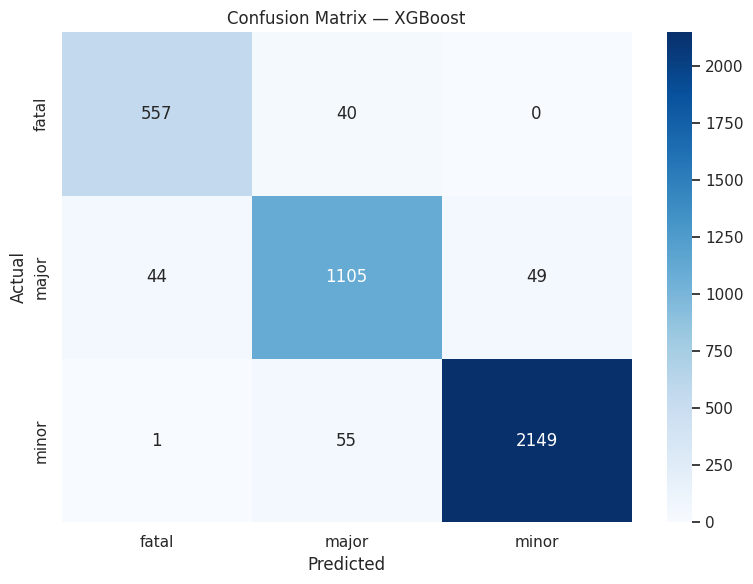 Confusion Matrix — XGBoost
Actual
fatal
major
minor
557 40 0
44 1105 49
1 55 2149
fatal major minor
Predicted
2000
1750
1500
1250
1000
750
500
250
0